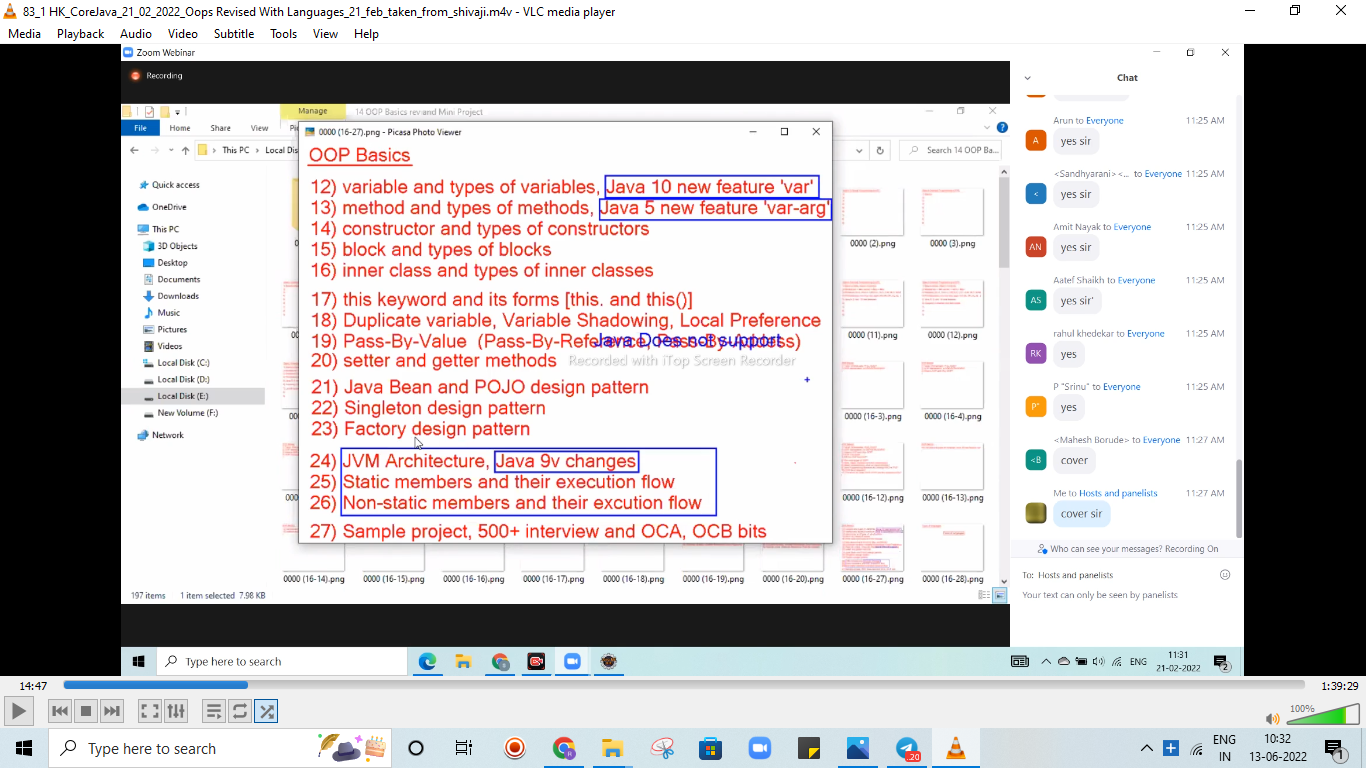 83_1 HK_CoreJava_21_02_2022_Oops Revised With Languages_21_feb_taken_from_shivaji.m4v - VLC media player
Media Playback Audio Video Subtitle Tools View Help
Zoom Webinar
Recording
Manage 14 OOP Basics rev and Mini Project
File Home Share View
This PC Local Dis
Search 14 OOP Ba...
Quick access
OneDrive
This PC
3D Objects
Desktop
Documents
Downloads
Music
Pictures
Videos
Local Disk (C:)
Local Disk (D:)
Local Disk (E:)
New Volume (F:)
Network
0000 (16-27).png - Picasa Photo Viewer
OOP Basics
12) variable and types of variables, Java 10 new feature 'var'
13) method and types of methods, Java 5 new feature 'var-arg'
14) constructor and types of constructors
15) block and types of blocks
16) inner class and types of inner classes
17) this keyword and its forms [this. and this()]
18) Duplicate variable, Variable Shadowing, Local Preference
19) Pass-By-Value (Pass-By-Reference, Pass-By-Access)
Java Does not support
20) setter and getter methods
Recorded with iTop Screen Recorder
21) Java Bean and POJO design pattern
22) Singleton design pattern
23) Factory design pattern
24) JVM Architecture, Java 9v changes
25) Static members and their execution flow
26) Non-static members and their excution flow
27) Sample project, 500+ interview and OCA, OCB bits
0000 (2).png 0000 (3).png
0000 (11).png 0000 (12).png
0000 (16-3).png 0000 (16-4).png
0000 (16-12).png 0000 (16-13).png
0000 (16-14).png 0000 (16-15).png 0000 (16-16).png 0000 (16-17).png 0000 (16-18).png 0000 (16-19).png 0000 (16-20).png 0000 (16-27).png 0000 (16-28).png
197 items 1 item selected 7.98 KB
Chat
Arun to Everyone 11:25 AM
A yes sir
<Sandhyarani><... to Everyone 11:25 AM
< yes sir
Amit Nayak to Everyone 11:25 AM
AN yes sir
Aatef Shaikh to Everyone 11:25 AM
AS yes sir'
rahul khedekar to Everyone 11:25 AM
RK yes
P "Srinu" to Everyone 11:25 AM
P" yes
<Mahesh Borude> to Everyone 11:27 AM
<B cover
Me to Hosts and panelists 11:27 AM
cover sir
Who can see your messages? Recording On
To: Hosts and panelists
Your text can only be seen by panelists
Type here to search
ENG
11:31
21-02-2022
2
14:47 1:39:29
100%
Type here to search
.20
ENG
IN
10:32
13-06-2022
1